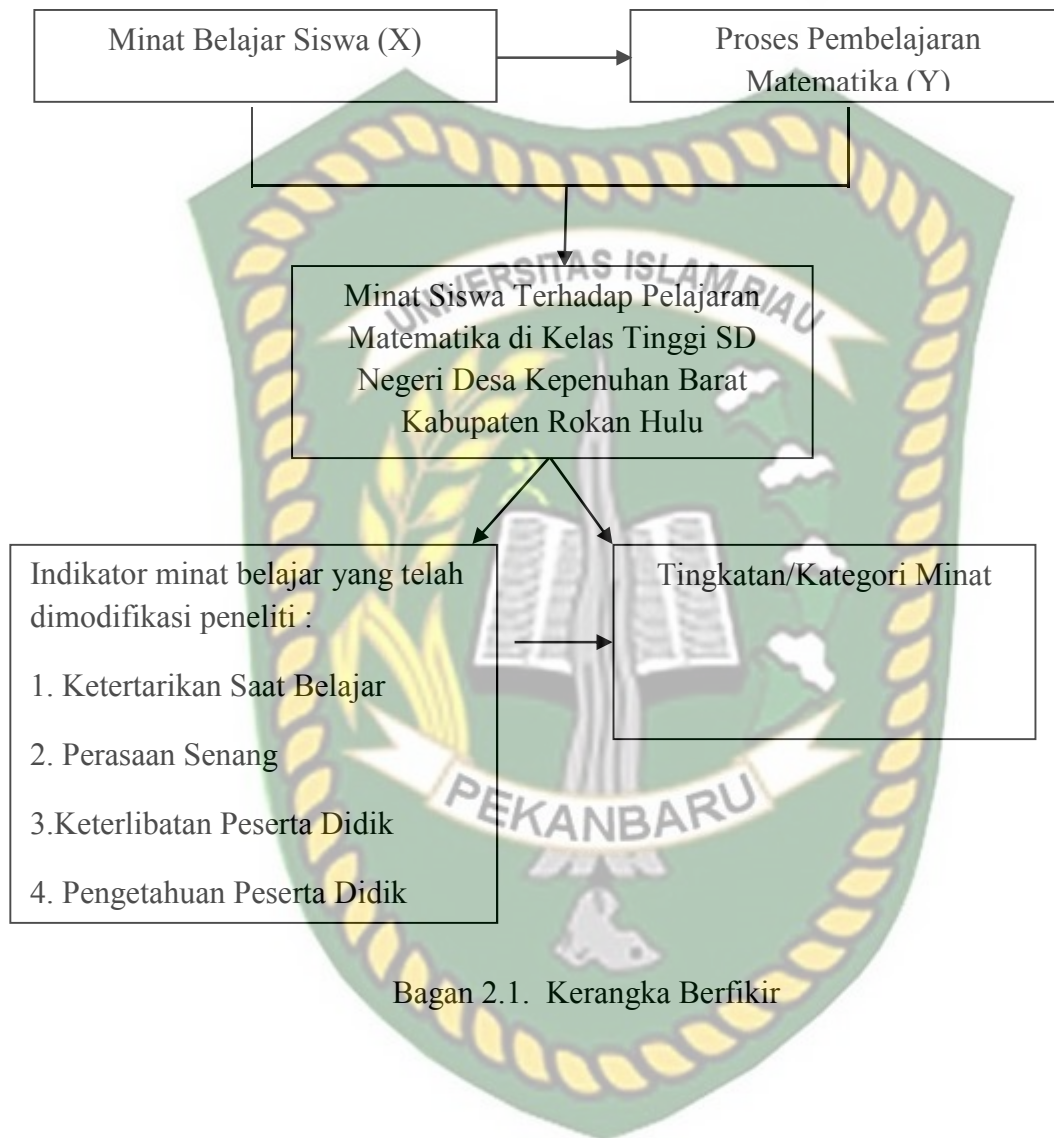 Minat Belajar Siswa (X)
Proses Pembelajaran
Matematika (Y)
UNIVERSITAS ISLAM RIAU
Minat Siswa Terhadap Pelajaran
Matematika di Kelas Tinggi SD
Negeri Desa Kepenuhan Barat
Kabupaten Rokan Hulu
Indikator minat belajar yang telah
dimodifikasi peneliti :
1. Ketertarikan Saat Belajar
2. Perasaan Senang
3.Keterlibatan Peserta Didik
4. Pengetahuan Peserta Didik
Tingkatan/Kategori Minat
PEKANBARU
Bagan 2.1. Kerangka Berfikir